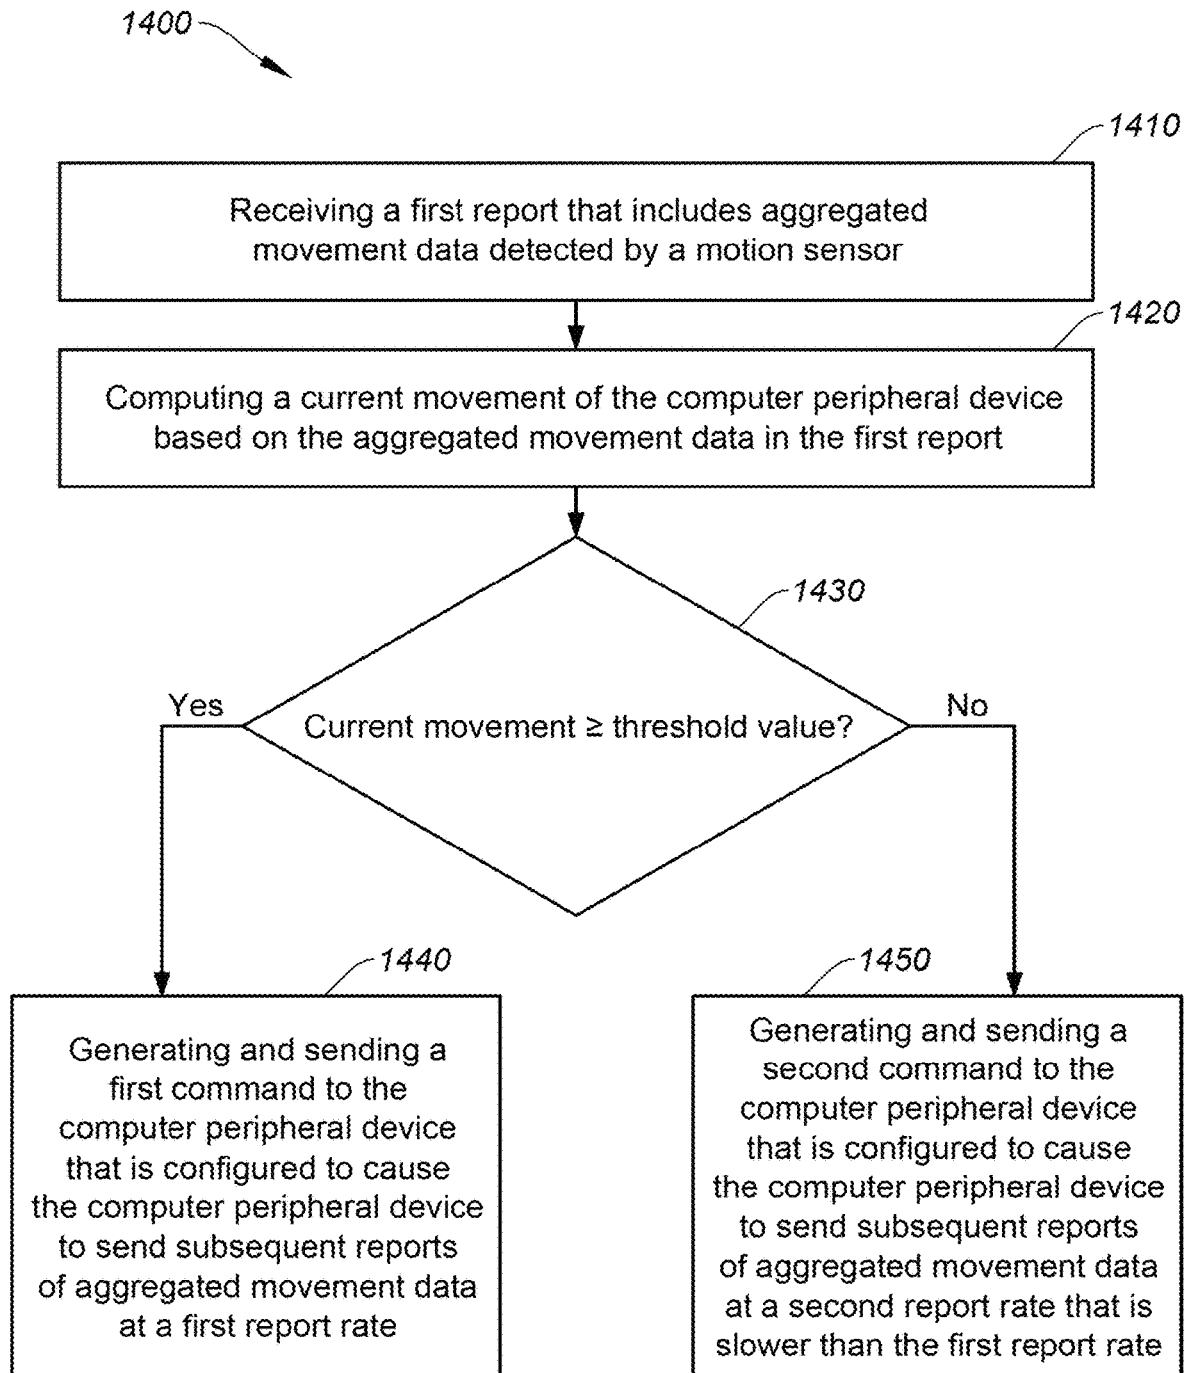 1400
1410
Receiving a first report that includes aggregated
movement data detected by a motion sensor
1420
Computing a current movement of the computer peripheral device
based on the aggregated movement data in the first report
1430
Yes
Current movement ≥ threshold value?
No
1440
Generating and sending a
first command to the
computer peripheral device
that is configured to cause
the computer peripheral device
to send subsequent reports
of aggregated movement data
at a first report rate
1450
Generating and sending a
second command to the
computer peripheral device
that is configured to cause
the computer peripheral device
to send subsequent reports
of aggregated movement data
at a second report rate that is
slower than the first report rate